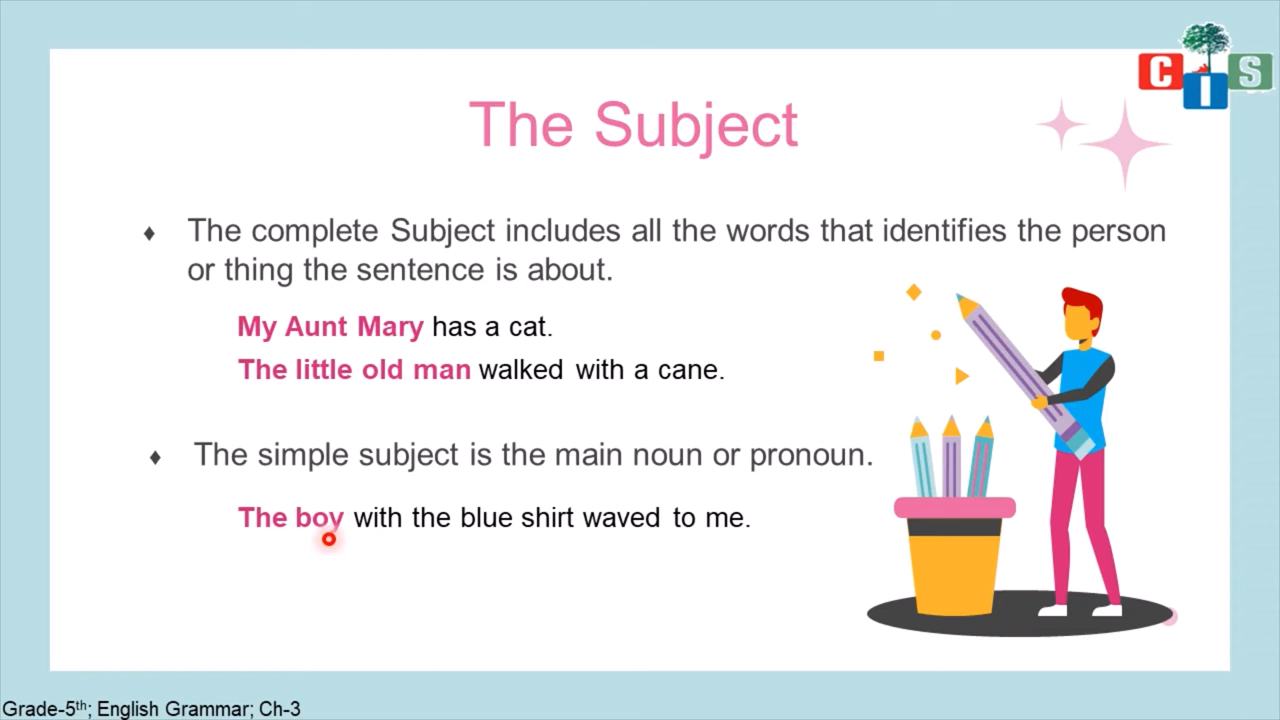 C I S
The Subject
♦ The complete Subject includes all the words that identifies the person
or thing the sentence is about.
My Aunt Mary has a cat.
The little old man walked with a cane.
♦ The simple subject is the main noun or pronoun.
The boy with the blue shirt waved to me.
Grade-5th; English Grammar; Ch-3